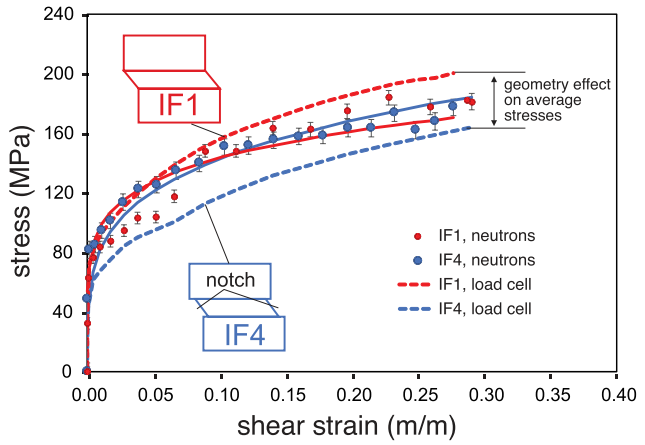 240
200
160
120
80
40
0
stress (MPa)
IF1
geometry effect
on average
stresses
IF1, neutrons
IF4, neutrons
IF1, load cell
IF4, load cell
notch
IF4
0.00 0.05 0.10 0.15 0.20 0.25 0.30 0.35 0.40
shear strain (m/m)